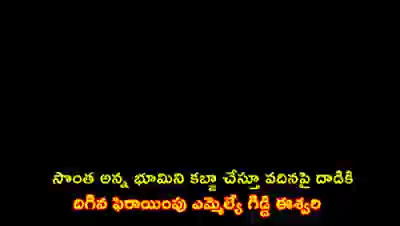 సొంత అన్న భూమిని కబ్జా చేస్తూ వదినపై దాడికి
దిగిన ఫిరాయింపు ఎమ్మెల్యే గిడ్డి ఈశ్వరి